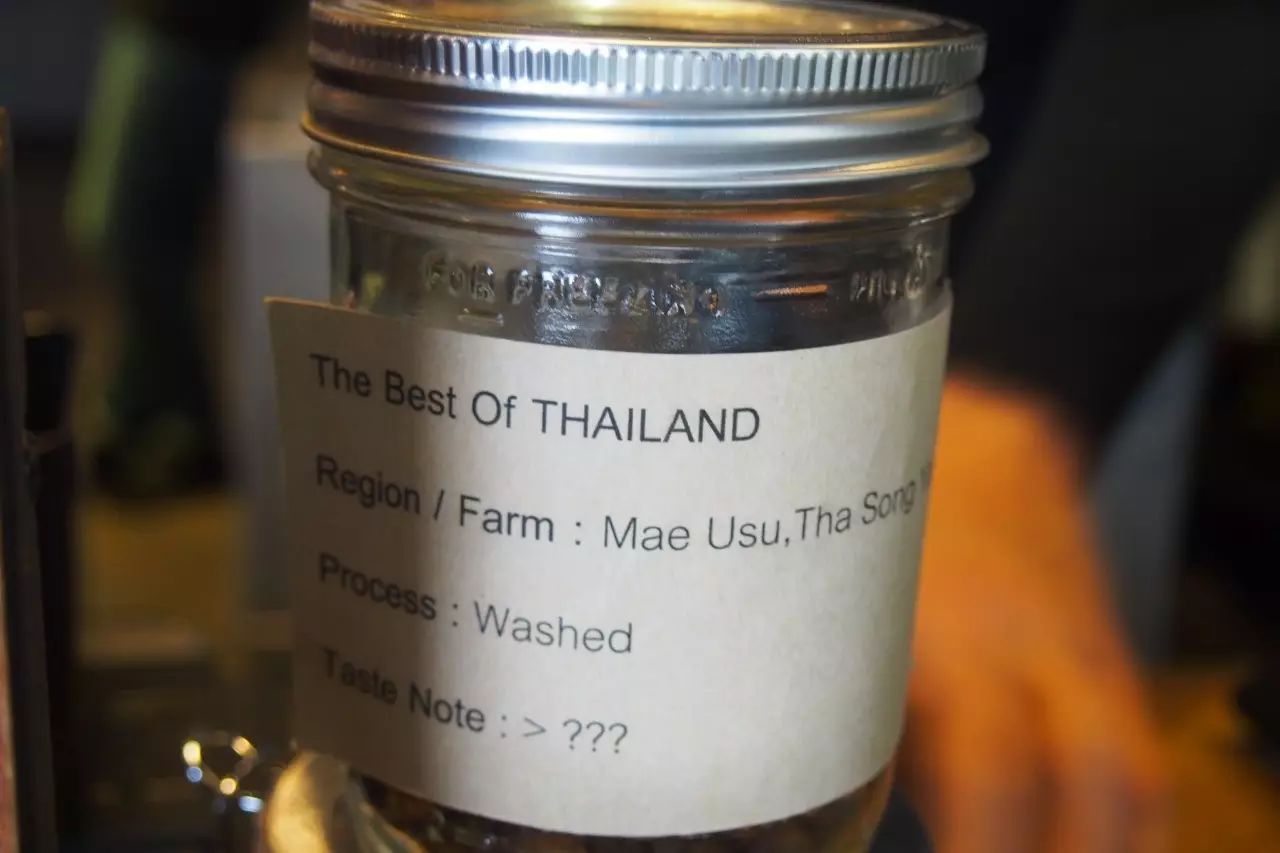 The Best Of THAILAND
Region / Farm : Mae Usu,Tha Song
Process : Washed
Taste Note : > ???